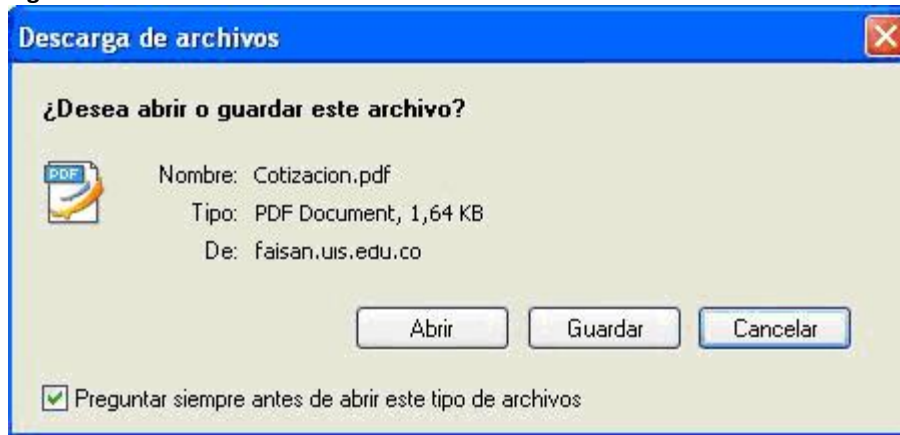 Descarga de archivos
¿Desea abrir o guardar este archivo?
PDF
Nombre: Cotizacion.pdf
Tipo: PDF Document, 1,64 KB
De: faisan.uis.edu.co
Abrir Guardar Cancelar
Preguntar siempre antes de abrir este tipo de archivos